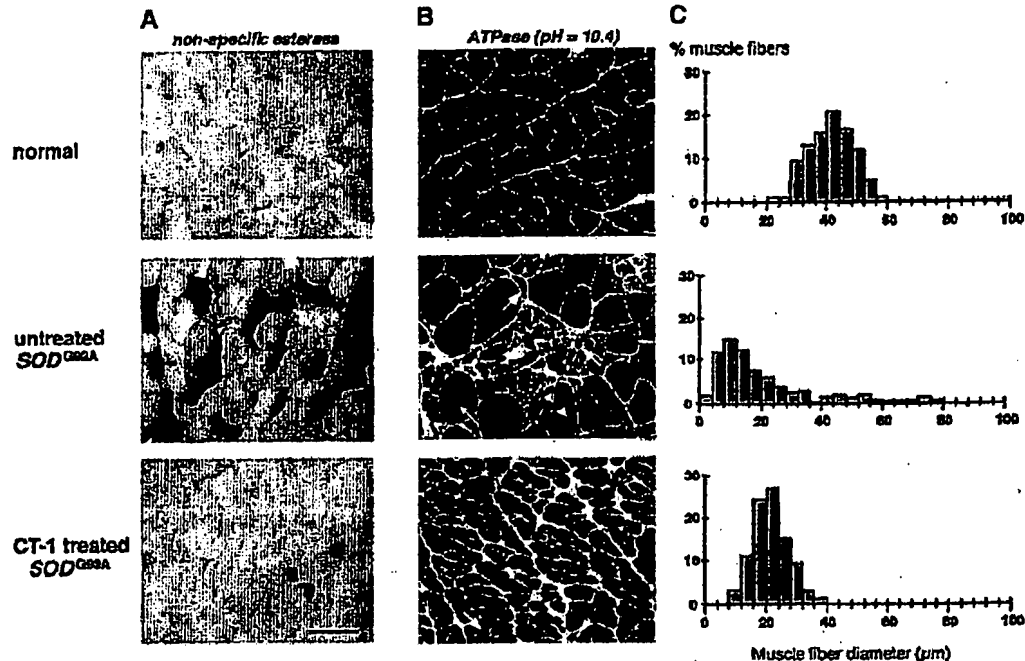 A
B
C
non-specific esterase
ATPase (pH = 10.4)
% muscle fibers
normal
30
20
10
0
0 20 40 60 80 100
untreated
SOD
30
20
10
0
0 20 40 60 80 100
CT-1 treated
SOD G93A
30
20
10
0
0 20 40 60 80 100
Muscle fiber diameter (µm)